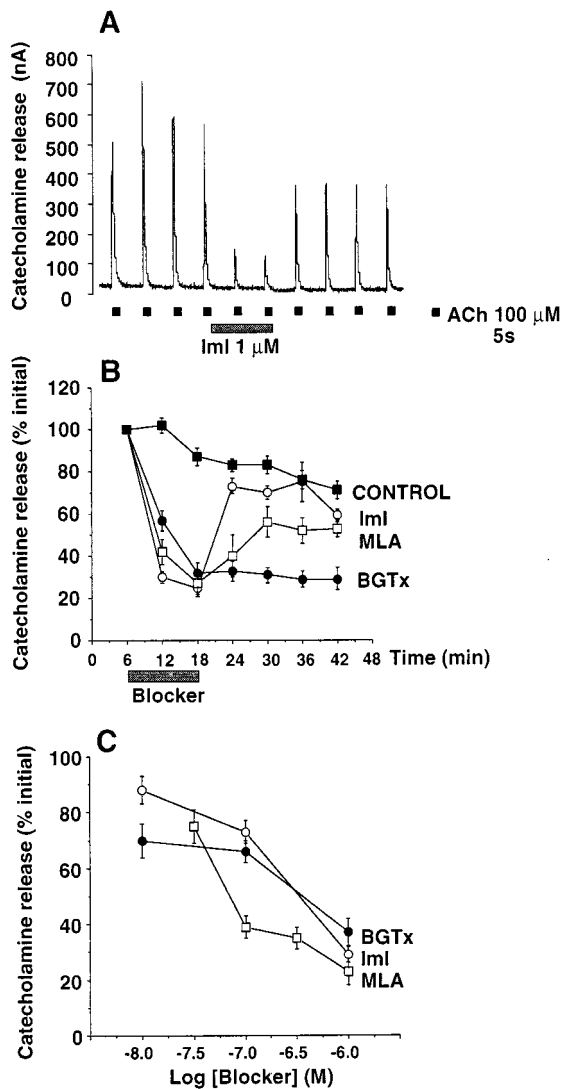 A
Catecholamine release (nA)
800
700
600
500
400
300
200
100
0
ACh 100 µM
5s
ImI 1 µM
B
Catecholamine release (% initial)
120
100
80
60
40
20
0
CONTROL
ImI
MLA
BGTx
0 6 12 18 24 30 36 42 48 Time (min)
Blocker
C
Catecholamine release (% initial)
100
80
60
40
20
0
BGTx
ImI
MLA
-8.0 -7.5 -7.0 -6.5 -6.0
Log [Blocker] (M)